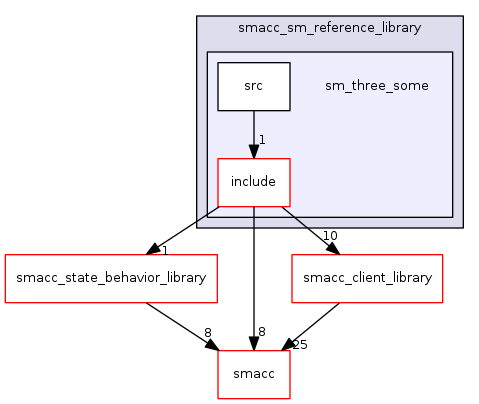 smacc_sm_reference_library
src
sm_three_some
1
include
1
10
smacc_state_behavior_library
smacc_client_library
8
8
25
smacc